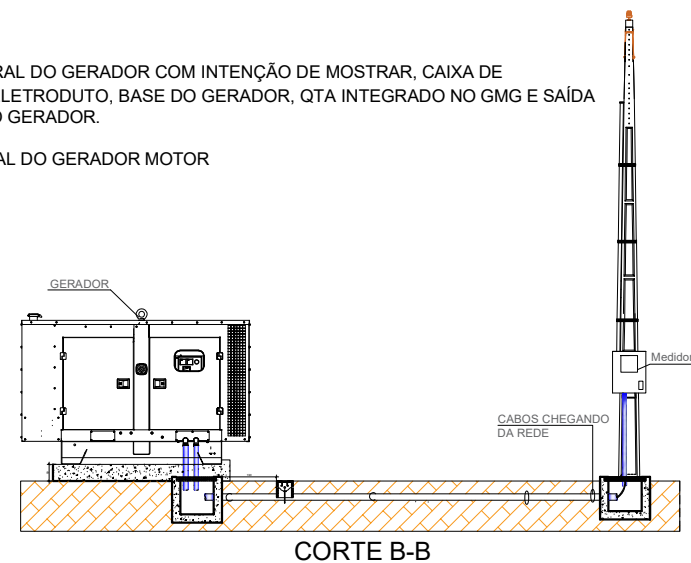 RAL DO GERADOR COM INTENÇÃO DE MOSTRAR, CAIXA DE
LETRODUTO, BASE DO GERADOR, QTA INTEGRADO NO GMG E SAÍDA
O GERADOR.
AL DO GERADOR MOTOR
GERADOR
Medidor
CABOS CHEGANDO
DA REDE
CORTE B-B